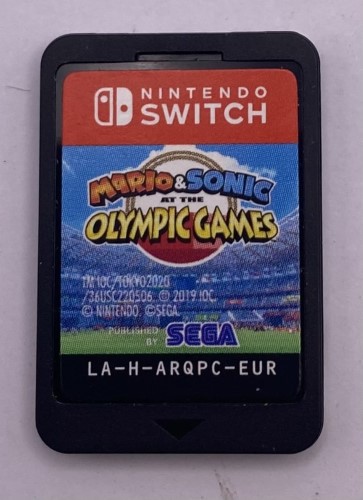 NINTENDO
SWITCH
MARIO & SONIC
AT THE
OLYMPIC GAMES
TM IOC/TOKYO2020
/36USC220506. © 2019 IOC.
© NINTENDO. ©SEGA.
PUBLISHED BY SEGA
LA-H-ARQPC-EUR